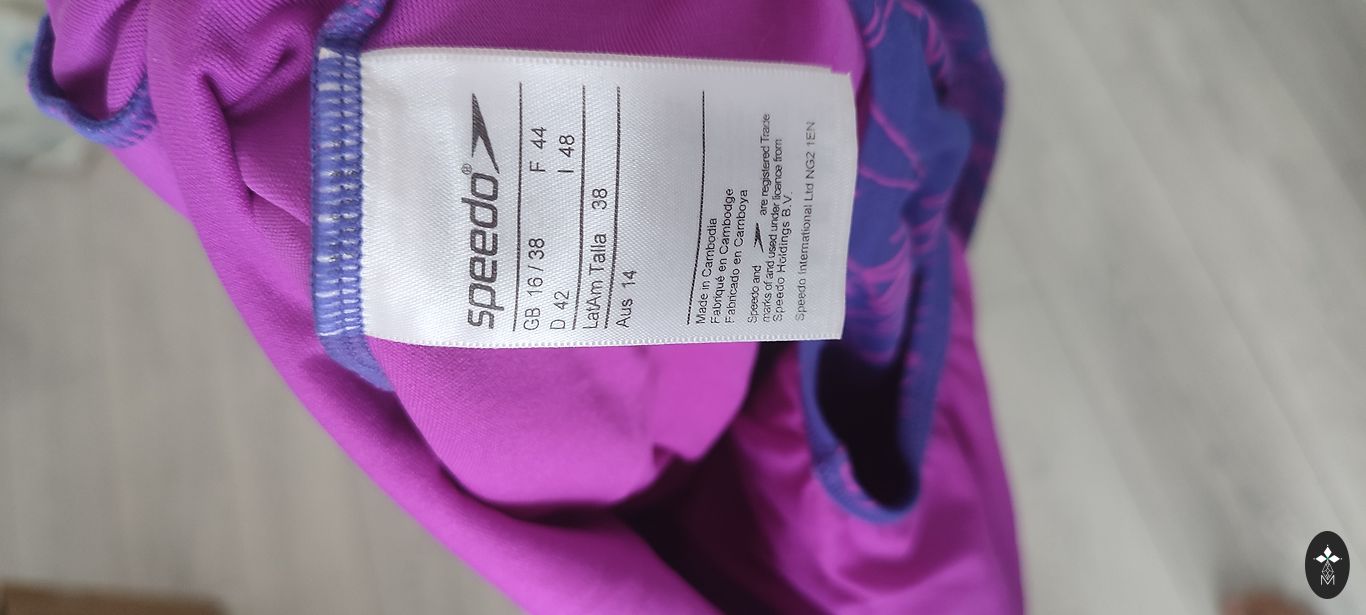 speedo®
GB 16 / 38 F 44
D 42 I 48
LatAm Talla 38
Aus 14
Made in Cambodia
Fabriqué en Cambodge
Fabricado en Camboya
Speedo and are registered Trade
marks of and used under licence from
Speedo Holdings B.V.
Speedo International Ltd NG2 1EN
M